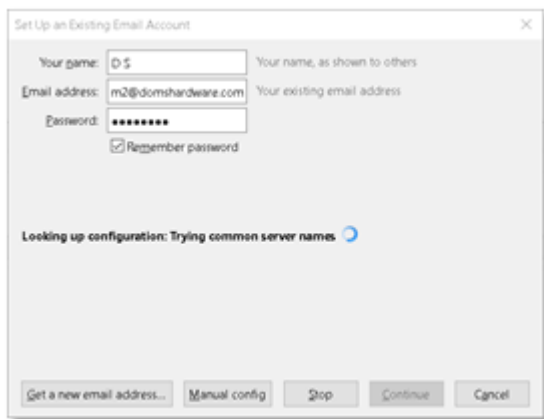 Set Up an Existing Email Account
Your name: D S Your name, as shown to others
Email address: m2@domshardware.com Your existing email address
Password: ●●●●●●●●
Remember password
Looking up configuration: Trying common server names
Get a new email address... Manual config Stop Continue Cancel